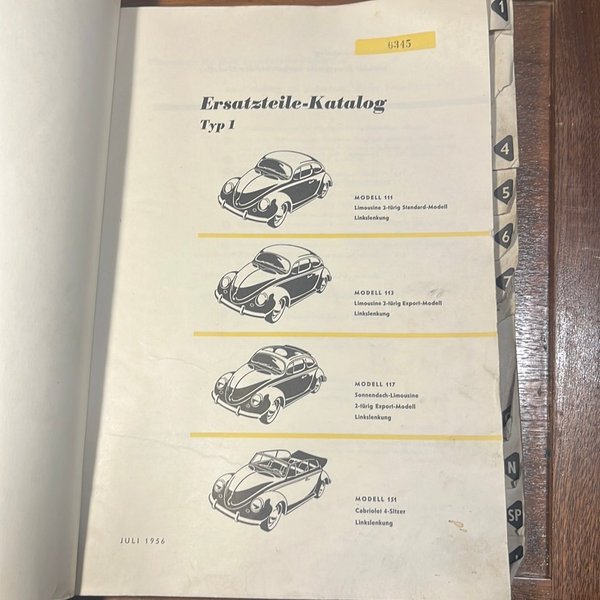 6345
Ersatzteile-Katalog
Typ 1
MODELL 111
Limousine 2-türig Standard-Modell
Linkslenkung
MODELL 113
Limousine 2-türig Export-Modell
Linkslenkung
MODELL 117
Sonnendach-Limousine
2-türig Export-Modell
Linkslenkung
MODELL 151
Cabriolet 4-Sitzer
Linkslenkung
JULI 1956
1
4
5
6
7
N
SP